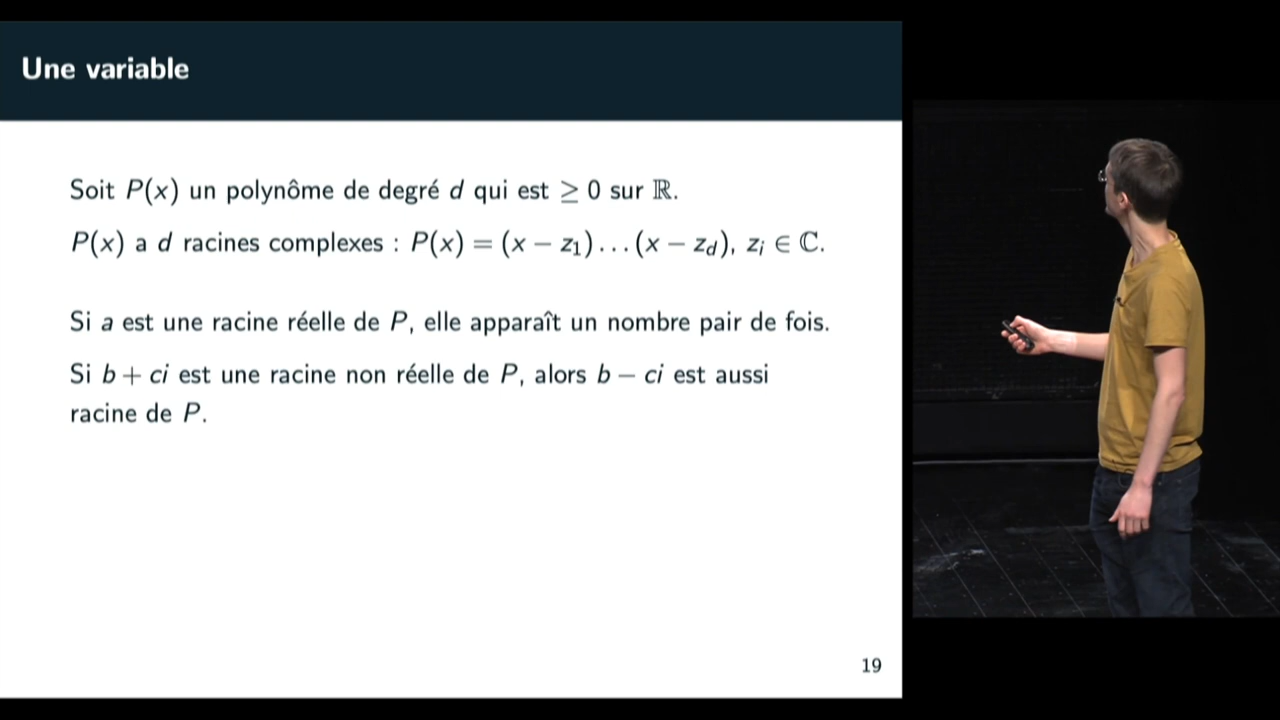 Une variable
Soit P(x) un polynôme de degré d qui est ≥ 0 sur ℝ.
P(x) a d racines complexes : P(x) = (x − z₁) . . . (x − z_d), zᵢ ∈ ℂ.
Si a est une racine réelle de P, elle apparaît un nombre pair de fois.
Si b + ci est une racine non réelle de P, alors b − ci est aussi
racine de P.
19